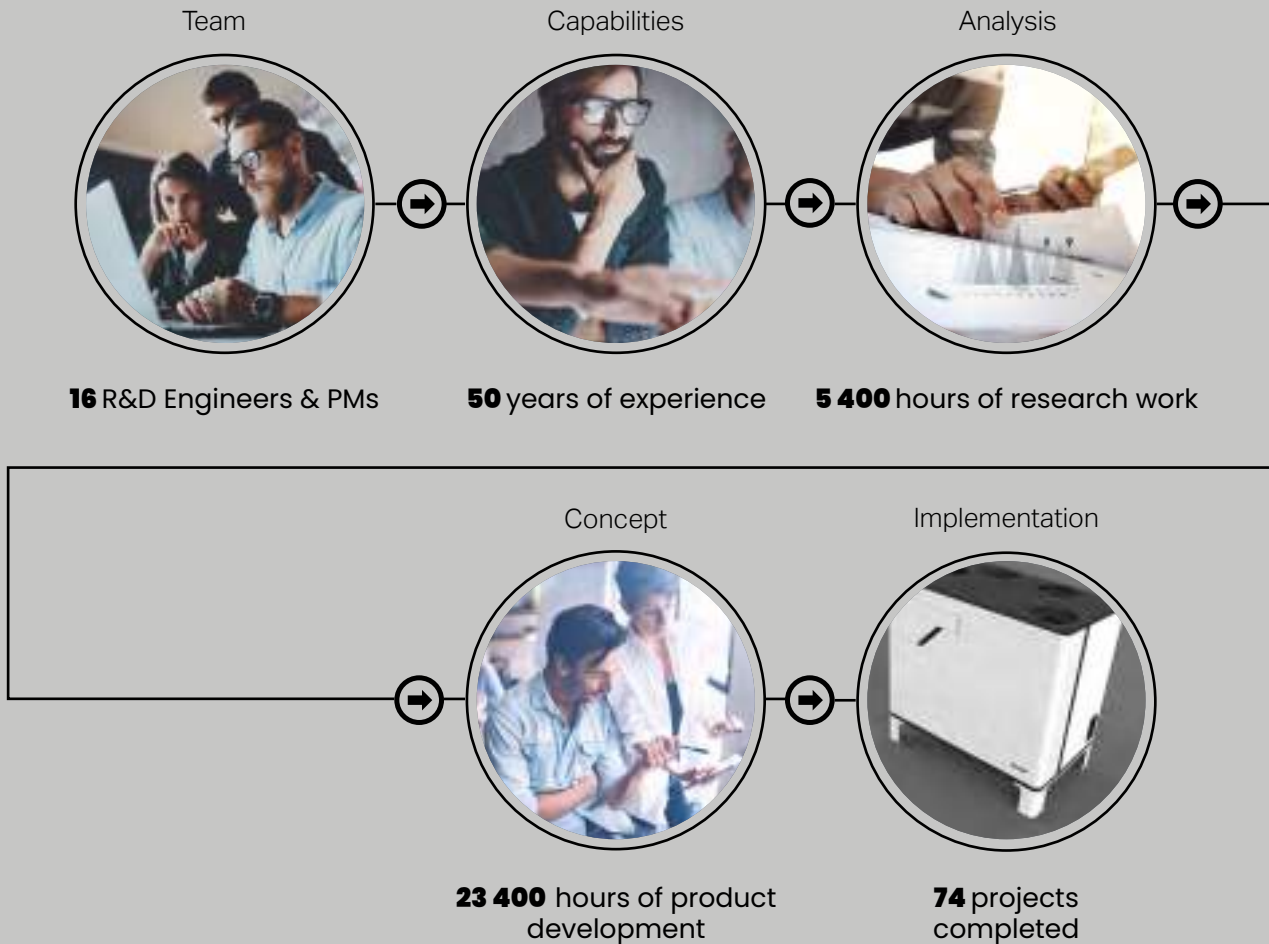 Team
Capabilities
Analysis
16 R&D Engineers & PMs
50 years of experience
5 400 hours of research work
Concept
Implementation
23 400 hours of product
development
74 projects
completed